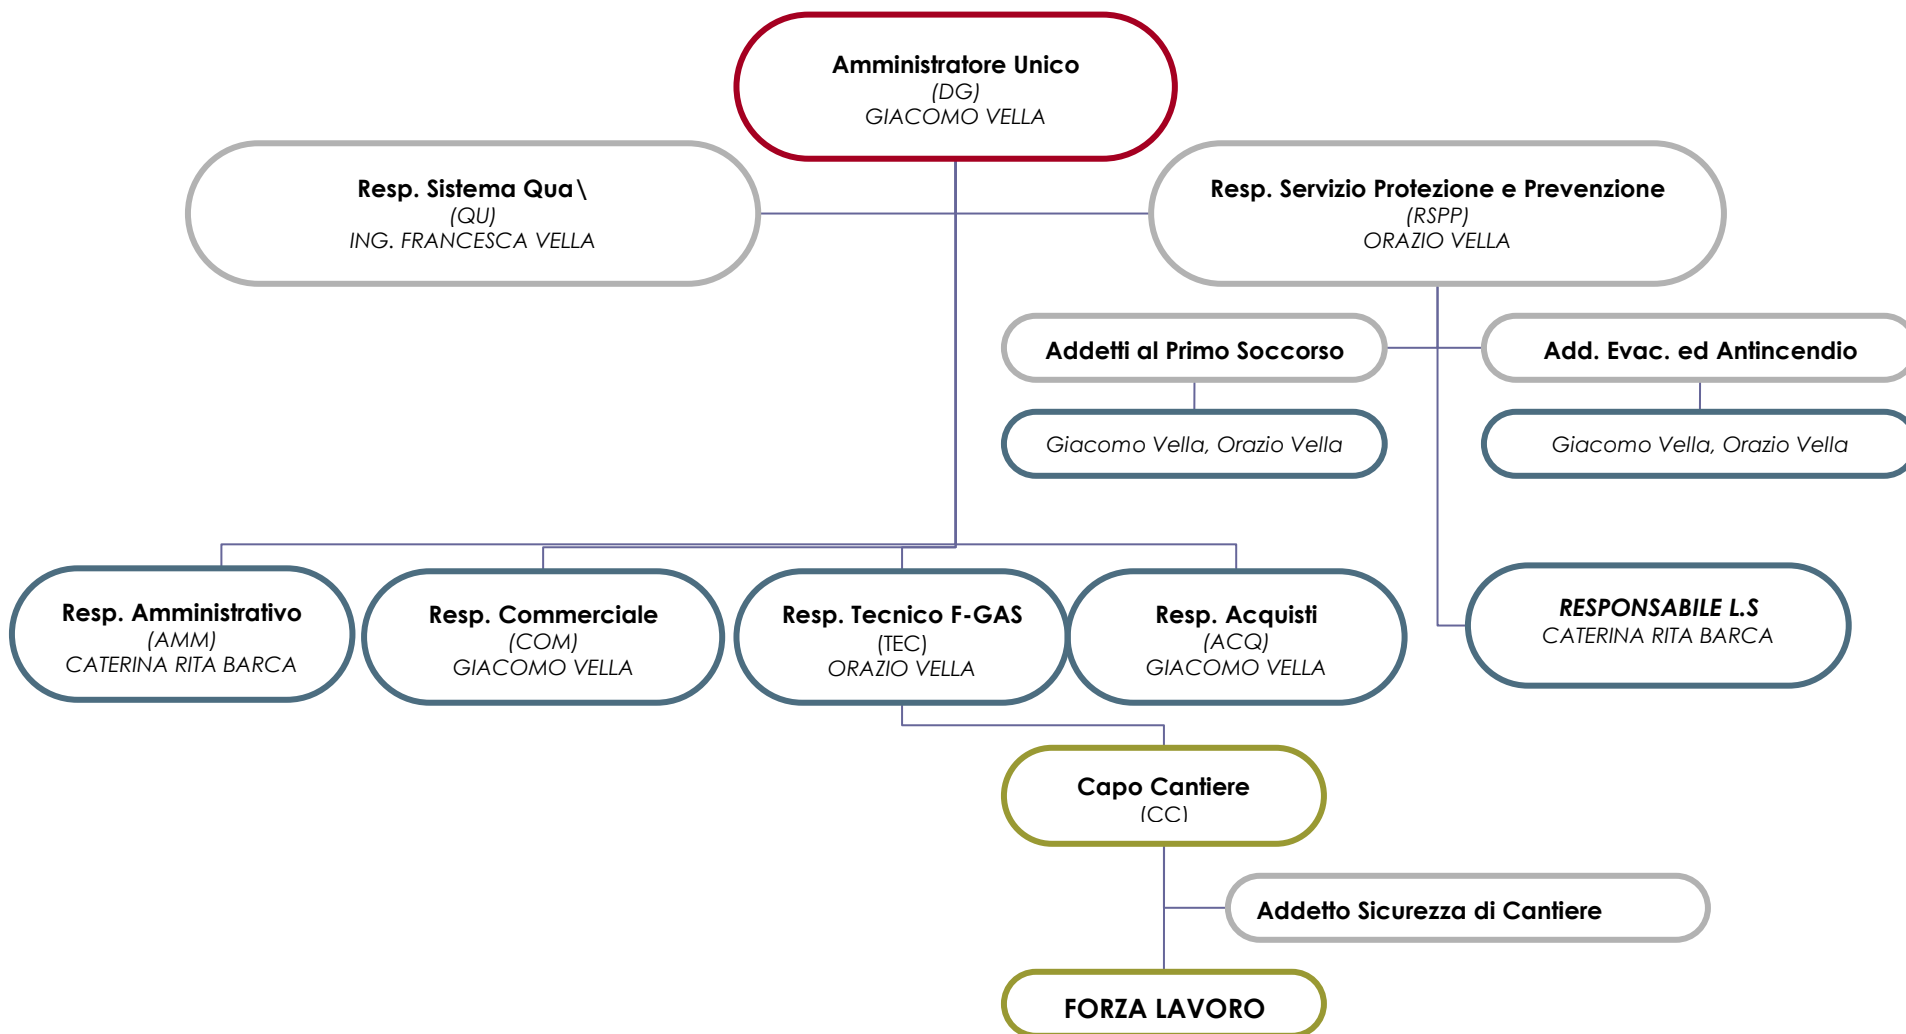 Amministratore Unico
(DG)
GIACOMO VELLA
Resp. Sistema Qua\
(QU)
ING. FRANCESCA VELLA
Resp. Servizio Protezione e Prevenzione
(RSPP)
ORAZIO VELLA
Addetti al Primo Soccorso
Add. Evac. ed Antincendio
Giacomo Vella, Orazio Vella
Giacomo Vella, Orazio Vella
Resp. Amministrativo
(AMM)
CATERINA RITA BARCA
Resp. Commerciale
(COM)
GIACOMO VELLA
Resp. Tecnico F-GAS
(TEC)
ORAZIO VELLA
Resp. Acquisti
(ACQ)
GIACOMO VELLA
RESPONSABILE L.S
CATERINA RITA BARCA
Capo Cantiere
(CC)
Addetto Sicurezza di Cantiere
FORZA LAVORO